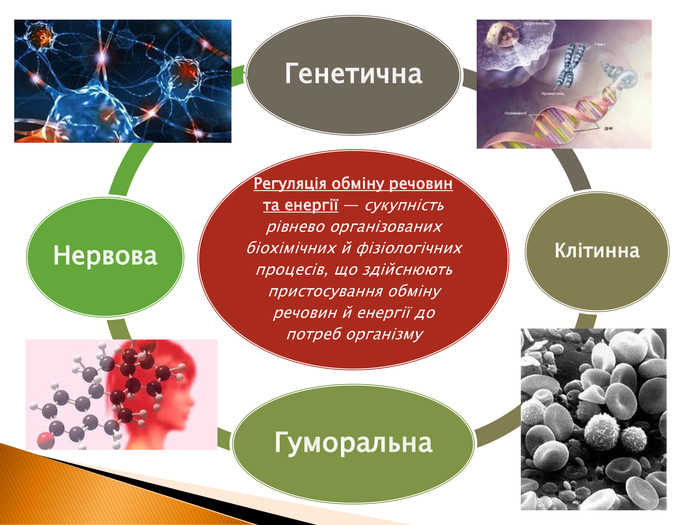 Генетична
Регуляція обміну речовин
та енергії — сукупність
рівнево організованих
біохімічних й фізіологічних
процесів, що здійснюють
пристосування обміну
речовин й енергії до
потреб організму
Нервова
Клітинна
Гуморальна
ДНК